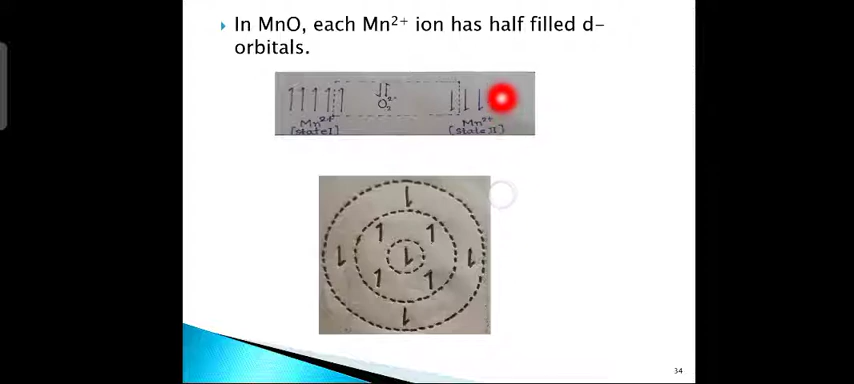 In MnO, each Mn²⁺ ion has half filled d-
orbitals.
O₂²⁻
Mn²⁺ Mn²⁺
[state I] [state II]
34